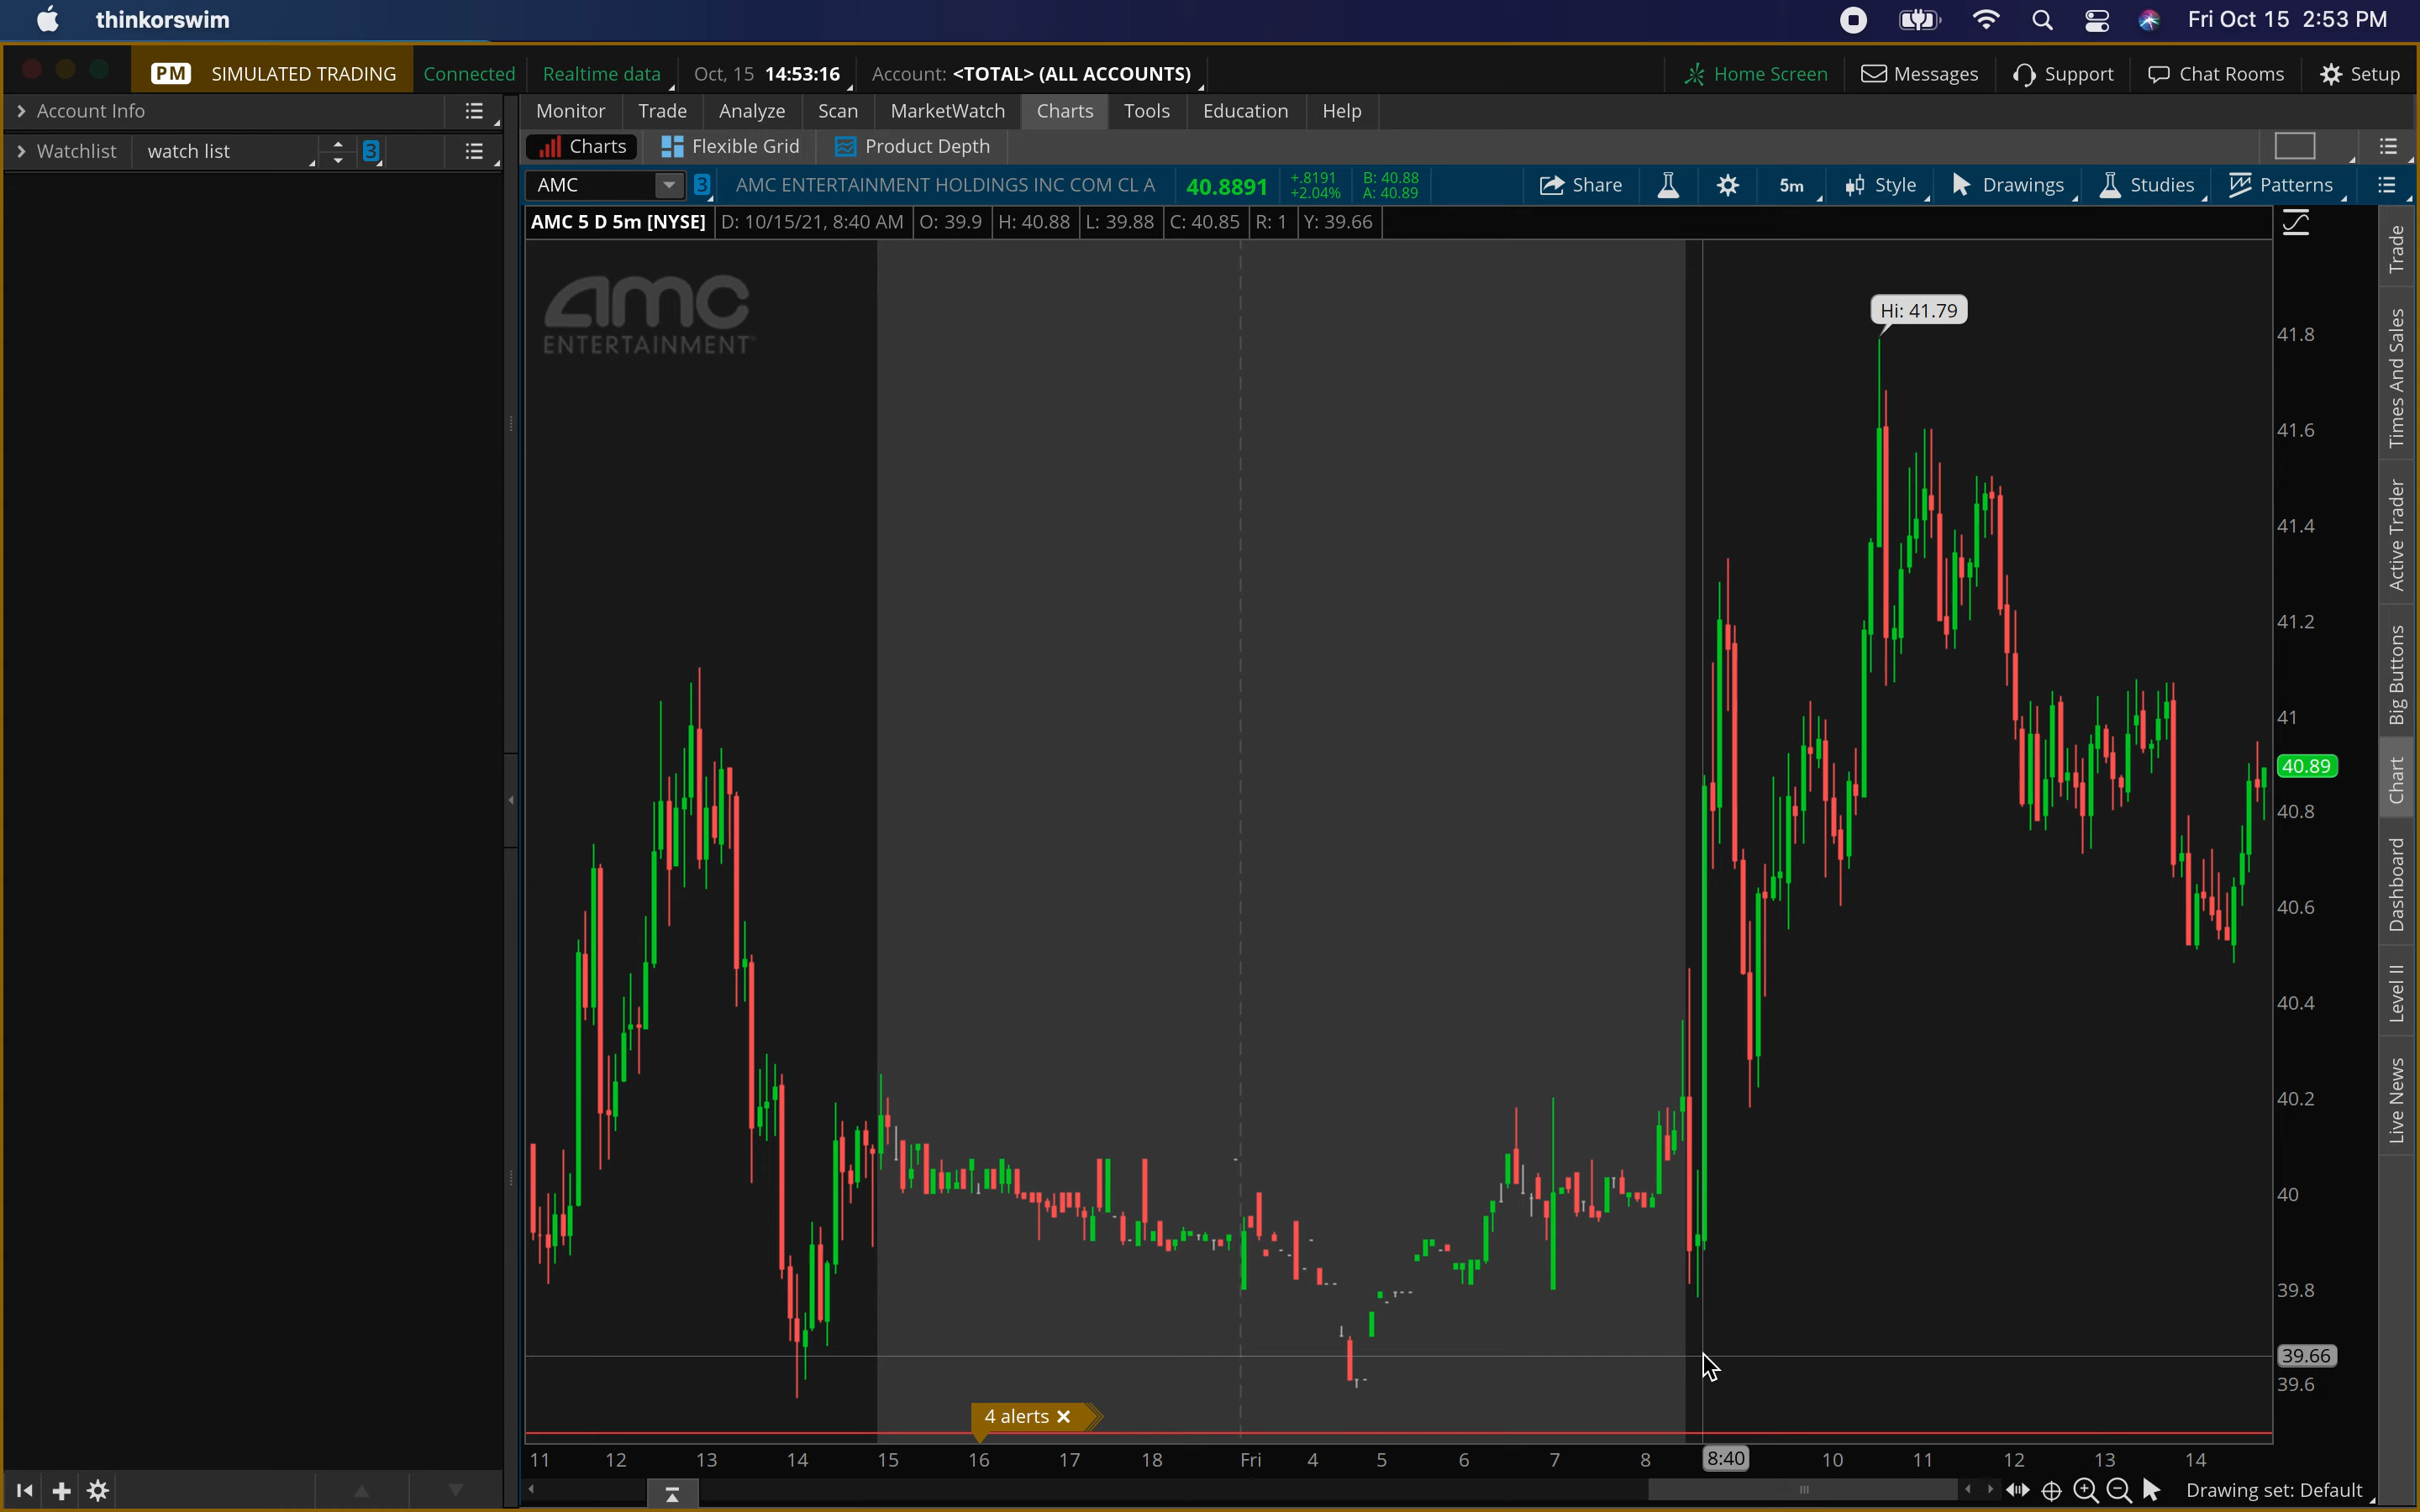 thinkorswim
Fri Oct 15 2:53 PM
PM SIMULATED TRADING Connected Realtime data Oct, 15 14:53:16 Account: <TOTAL> (ALL ACCOUNTS) Home Screen Messages Support Chat Rooms Setup
Account Info
Monitor Trade Analyze Scan MarketWatch Charts Tools Education Help
Watchlist watch list 3
Charts Flexible Grid Product Depth
AMC 3 AMC ENTERTAINMENT HOLDINGS INC COM CL A 40.8891 +.8191 +2.04% B: 40.88 A: 40.89 Share 5m Style Drawings Studies Patterns
AMC 5 D 5m [NYSE] D: 10/15/21, 8:40 AM O: 39.9 H: 40.88 L: 39.88 C: 40.85 R: 1 Y: 39.66
amc
ENTERTAINMENT
Hi: 41.79
41.8
41.6
41.4
41.2
41
40.89
40.8
40.6
40.4
40.2
40
39.8
39.66
39.6
Trade
Times And Sales
Active Trader
Big Buttons
Chart
Dashboard
Level II
Live News
4 alerts
11 12 13 14 15 16 17 18 Fri 4 5 6 7 8 8:40 10 11 12 13 14
Drawing set: Default